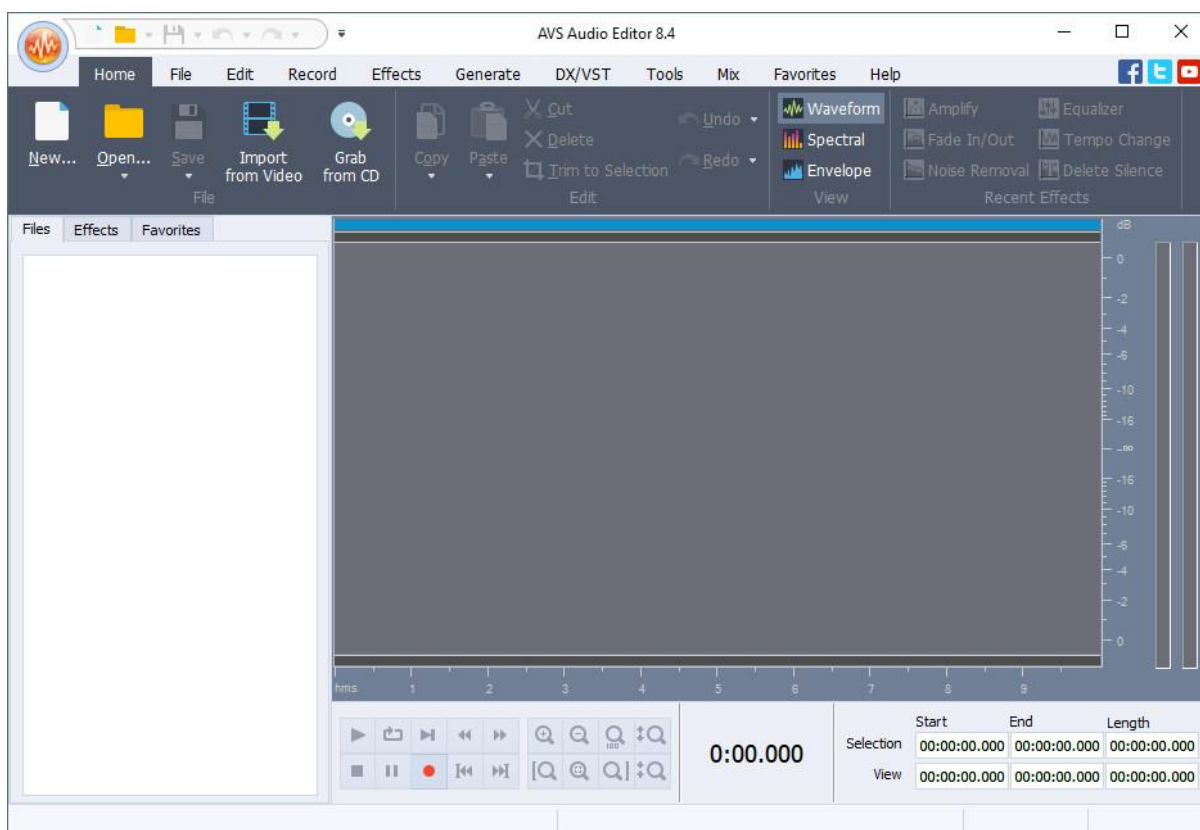 AVS Audio Editor 8.4
Home File Edit Record Effects Generate DX/VST Tools Mix Favorites Help
New... Open... Save Import from Video Grab from CD
File
Copy Paste Cut Delete Trim to Selection Undo Redo
Edit
Waveform
Spectral
Envelope
View
Amplify Equalizer
Fade In/Out Tempo Change
Noise Removal Delete Silence
Recent Effects
Files Effects Favorites
dB
0
-2
-4
-6
-10
-16
-∞
-16
-10
-6
-4
-2
0
hms 1 2 3 4 5 6 7 8 9
100
0:00.000
Start End Length
Selection 00:00:00.000 00:00:00.000 00:00:00.000
View 00:00:00.000 00:00:00.000 00:00:00.000